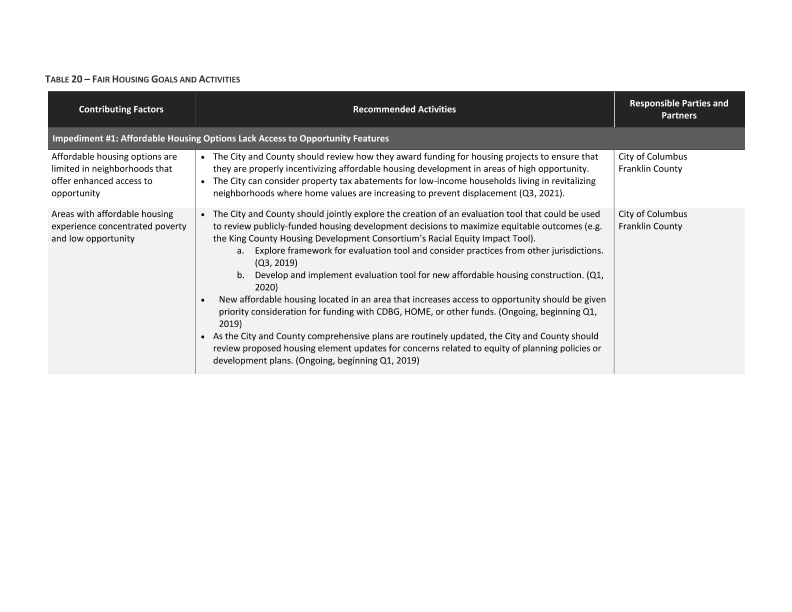 TABLE 20 – FAIR HOUSING GOALS AND ACTIVITIES
Contributing Factors
Recommended Activities
Responsible Parties and
Partners
Impediment #1: Affordable Housing Options Lack Access to Opportunity Features
Affordable housing options are
limited in neighborhoods that
offer enhanced access to
opportunity
• The City and County should review how they award funding for housing projects to ensure that
they are properly incentivizing affordable housing development in areas of high opportunity.
• The City can consider property tax abatements for low-income households living in revitalizing
neighborhoods where home values are increasing to prevent displacement (Q3, 2021).
City of Columbus
Franklin County
Areas with affordable housing
experience concentrated poverty
and low opportunity
• The City and County should jointly explore the creation of an evaluation tool that could be used
to review publicly-funded housing development decisions to maximize equitable outcomes (e.g.
the King County Housing Development Consortium's Racial Equity Impact Tool).
a. Explore framework for evaluation tool and consider practices from other jurisdictions.
(Q3, 2019)
b. Develop and implement evaluation tool for new affordable housing construction. (Q1,
2020)
• New affordable housing located in an area that increases access to opportunity should be given
priority consideration for funding with CDBG, HOME, or other funds. (Ongoing, beginning Q1,
2019)
• As the City and County comprehensive plans are routinely updated, the City and County should
review proposed housing element updates for concerns related to equity of planning policies or
development plans. (Ongoing, beginning Q1, 2019)
City of Columbus
Franklin County